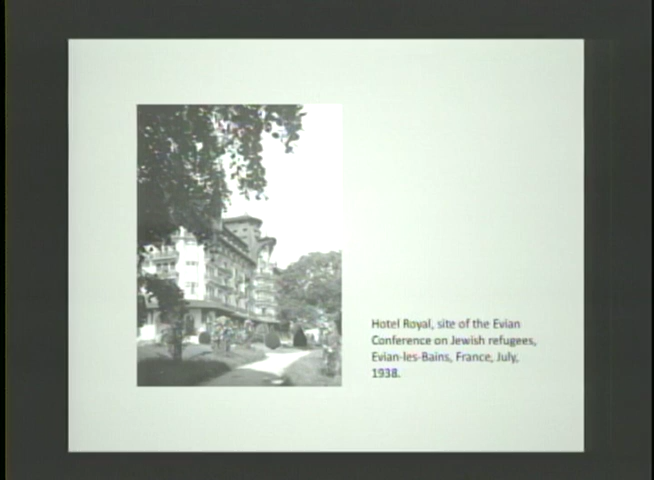 Hotel Royal, site of the Evian
Conference on Jewish refugees,
Evian-les-Bains, France, July,
1938.